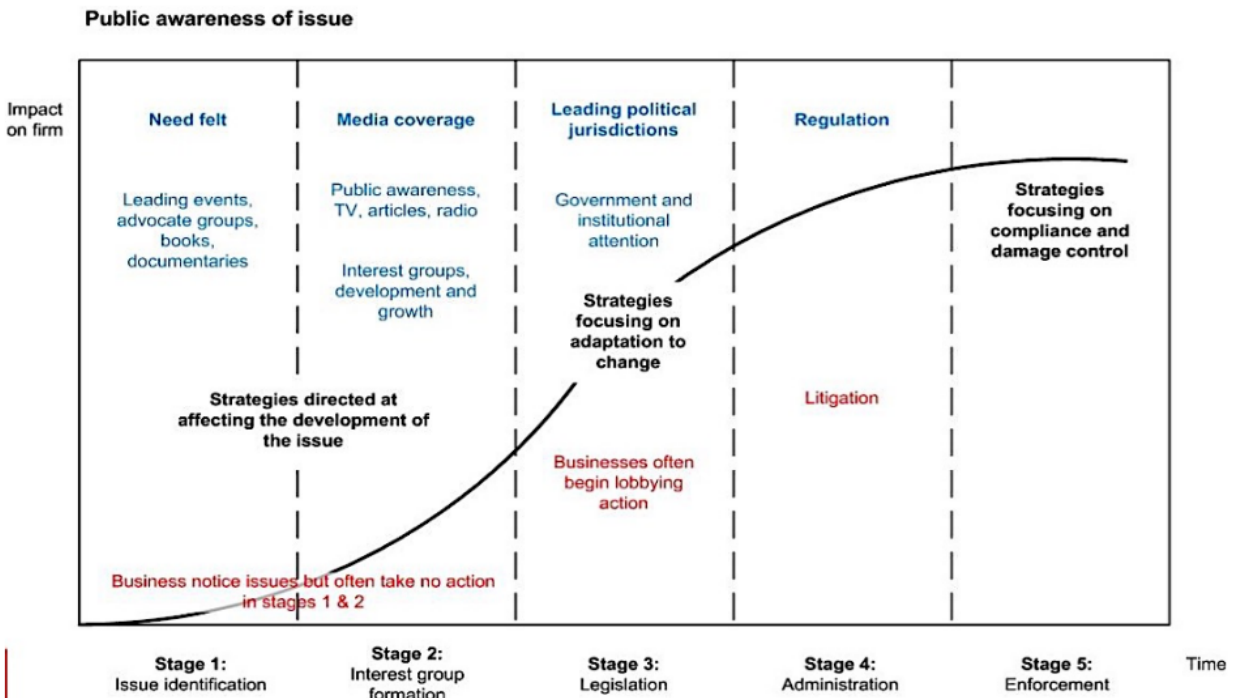 Public awareness of issue
Impact
on firm
Need felt
Leading events,
advocate groups,
books,
documentaries
Media coverage
Public awareness,
TV, articles, radio
Interest groups,
development and
growth
Leading political
jurisdictions
Government and
institutional
attention
Regulation
Strategies
focusing on
compliance and
damage control
Strategies
focusing on
adaptation to
change
Strategies directed at
affecting the development of
the issue
Litigation
Businesses often
begin lobbying
action
Business notice issues but often take no action
in stages 1 & 2
Stage 1:
Issue identification
Stage 2:
Interest group
formation
Stage 3:
Legislation
Stage 4:
Administration
Stage 5:
Enforcement
Time